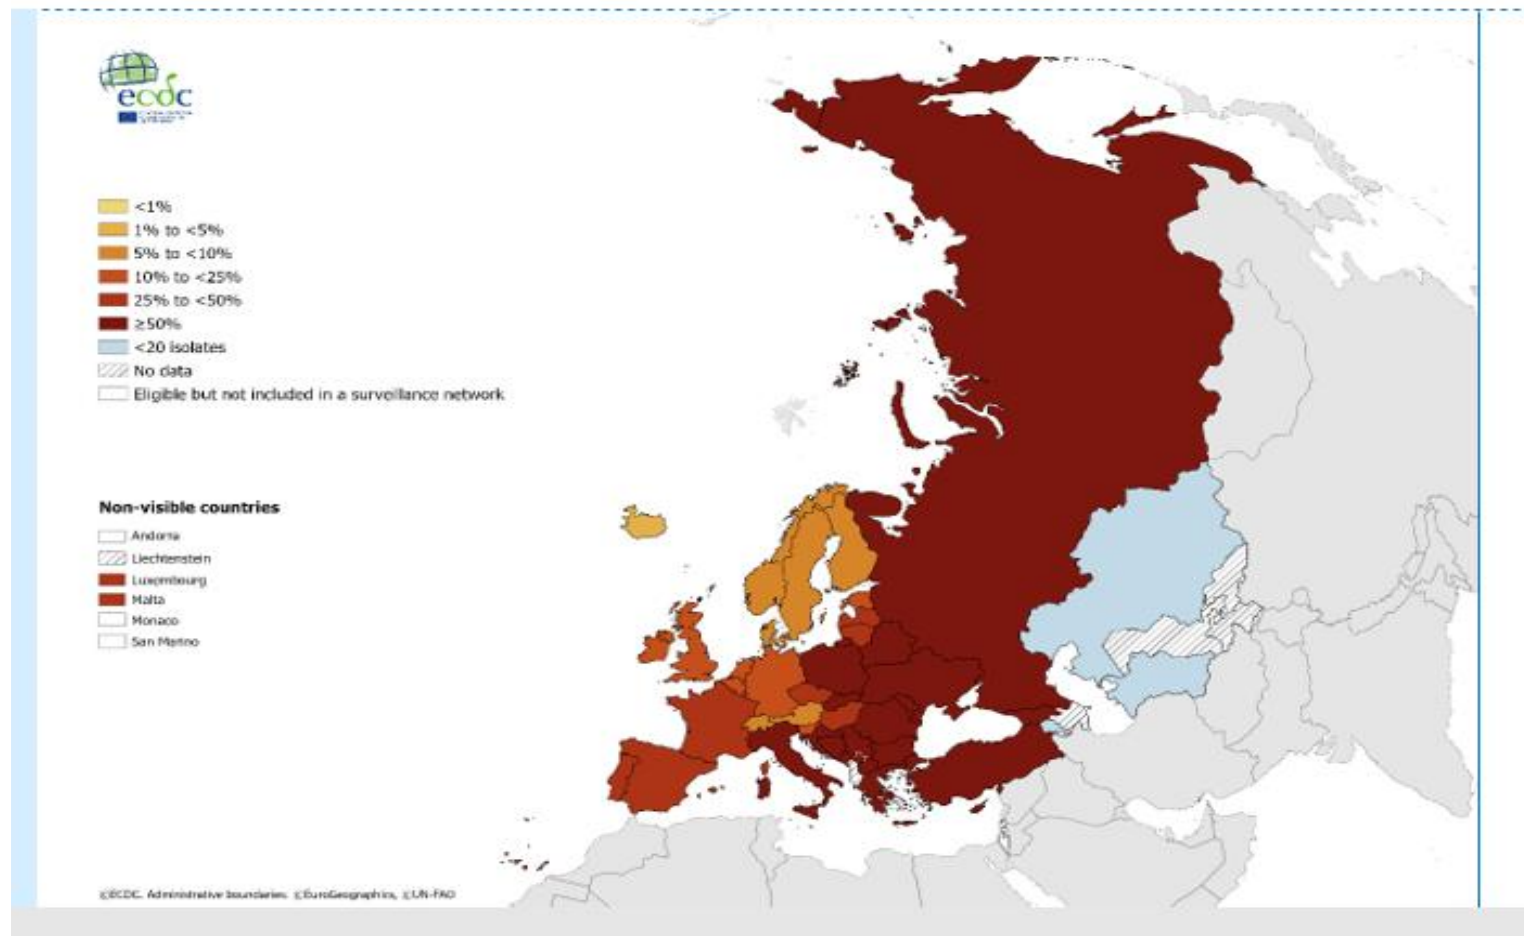 ecdc
<1%
1% to <5%
5% to <10%
10% to <25%
25% to <50%
≥50%
<20 isolates
No data
Eligible but not included in a surveillance network
Non-visible countries
Andorra
Liechtenstein
Luxembourg
Malta
Monaco
San Marino
©ECDC. Administrative boundaries. ©EuroGeographics, ©UN-FAO